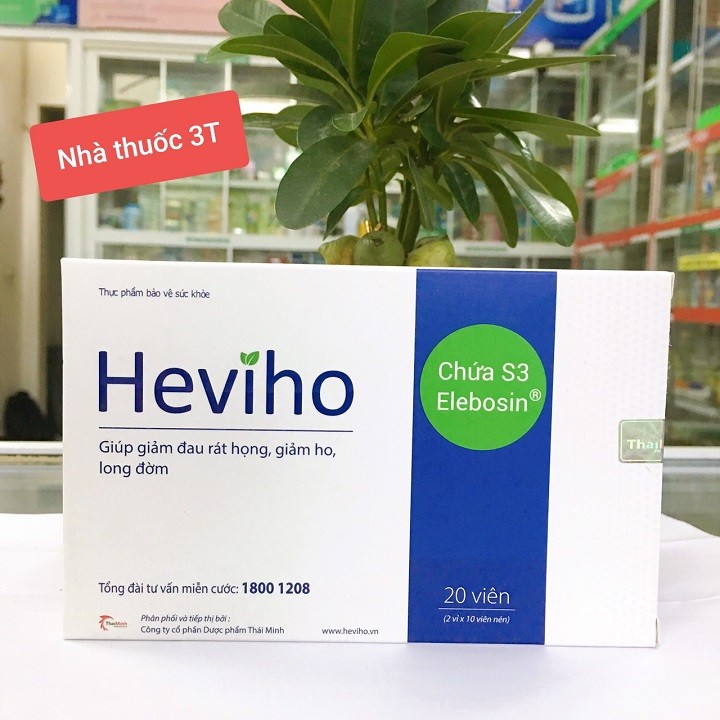 Nhà thuốc 3T
Thực phẩm bảo vệ sức khỏe
Heviho
Giúp giảm đau rát họng, giảm ho,
long đờm
Chứa S3
Elebosin®
Tổng đài tư vấn miễn cước: 1800 1208
20 viên
(2 vỉ x 10 viên nén)
Phân phối và tiếp thị bởi:
Công ty cổ phần Dược phẩm Thái Minh
www.heviho.vn